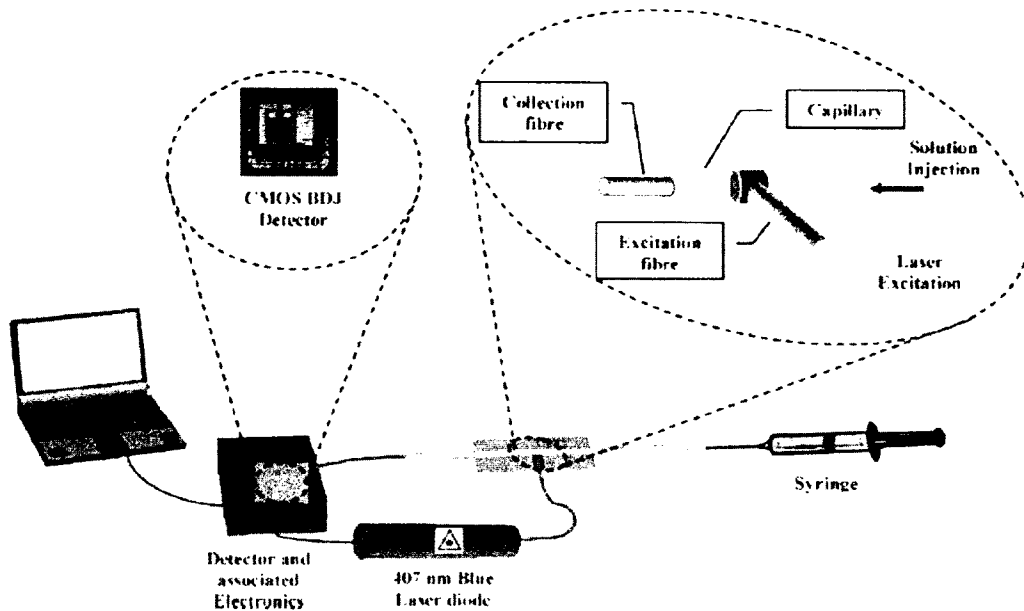 Collection
fibre
Capillary
Solution
Injection
CMOS BDJ
Detector
Excitation
fibre
Laser
Excitation
Syringe
Detector and
associated
Electronics
407 nm Blue
Laser diode